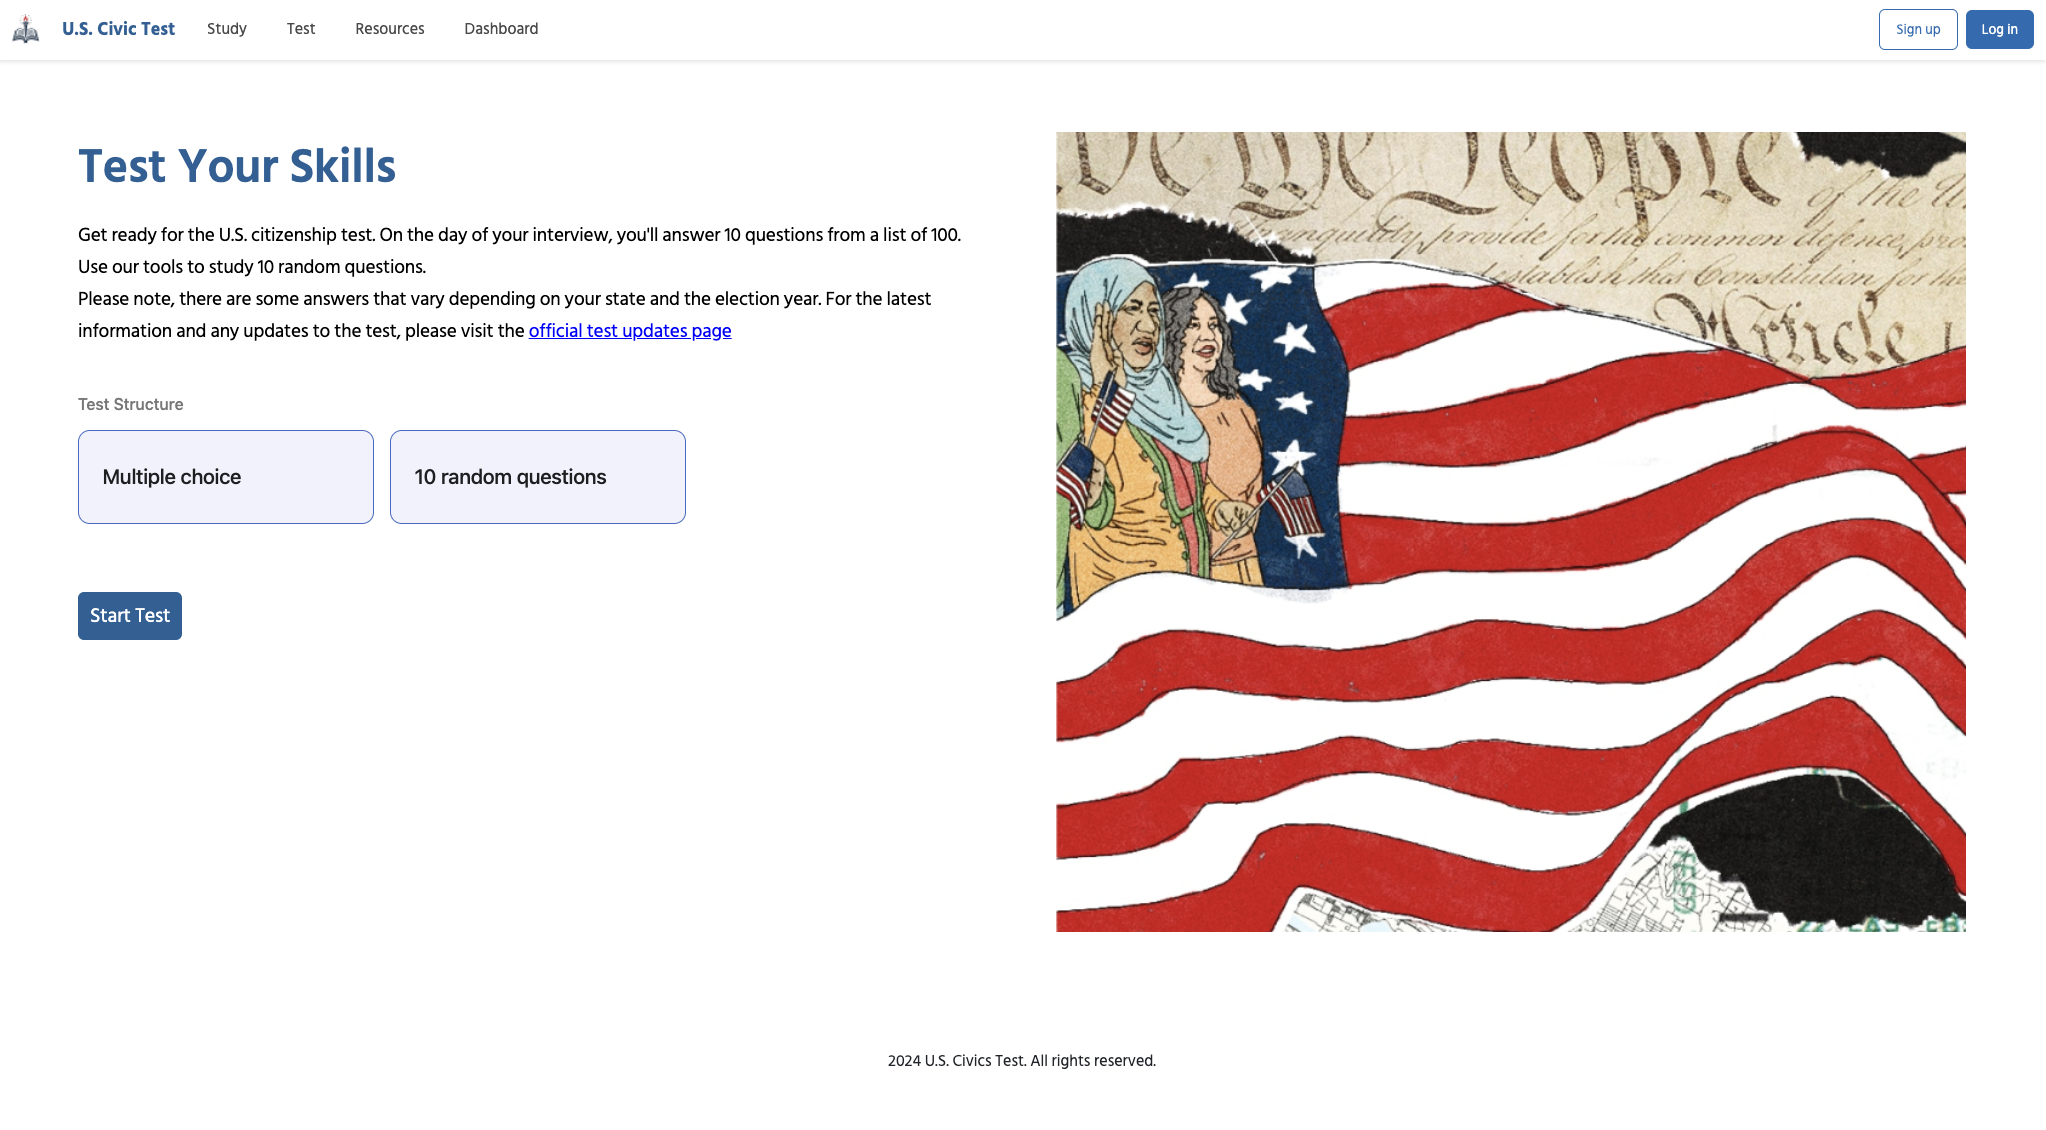 U.S. Civic Test
Study
Test
Resources
Dashboard
Sign up
Log in
Test Your Skills
Get ready for the U.S. citizenship test. On the day of your interview, you'll answer 10 questions from a list of 100.
Use our tools to study 10 random questions.
Please note, there are some answers that vary depending on your state and the election year. For the latest
information and any updates to the test, please visit the official test updates page
Test Structure
Multiple choice
10 random questions
Start Test
the People
of the
provide for the common defence, pro
establish this Constitution for the
Article I
2024 U.S. Civics Test. All rights reserved.